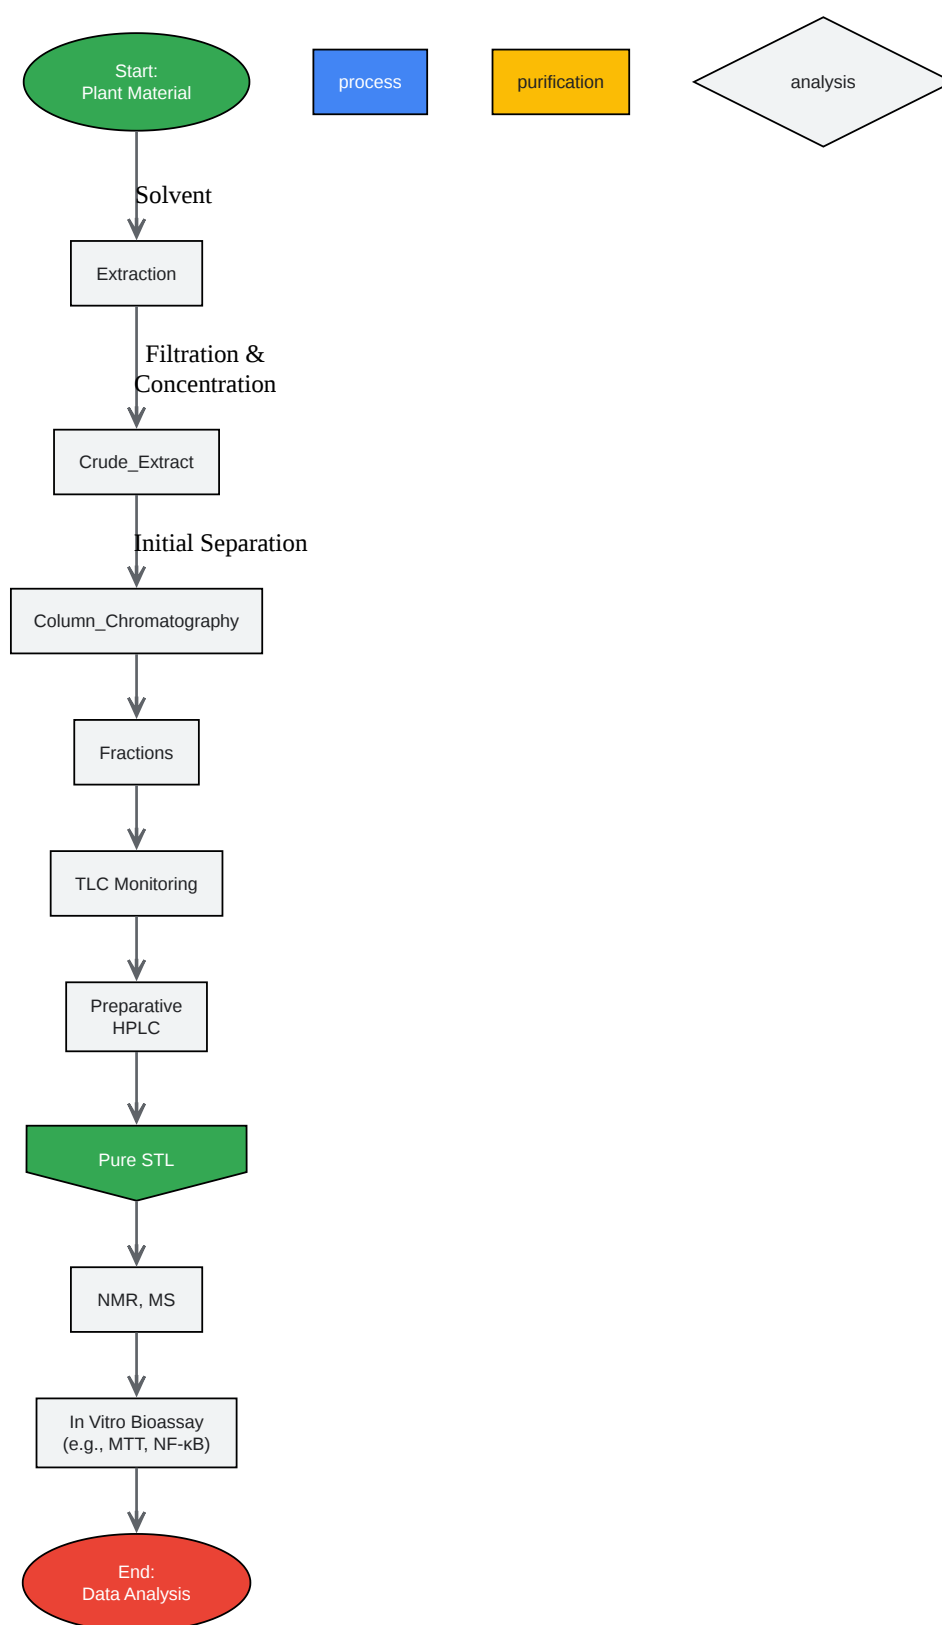 Start:
Plant Material
process
purification
analysis
Solvent
Extraction
Filtration &
Concentration
Crude_Extract
Initial Separation
Column_Chromatography
Fractions
TLC Monitoring
Preparative
HPLC
Pure STL
NMR, MS
In Vitro Bioassay
(e.g., MTT, NF-κB)
End:
Data Analysis